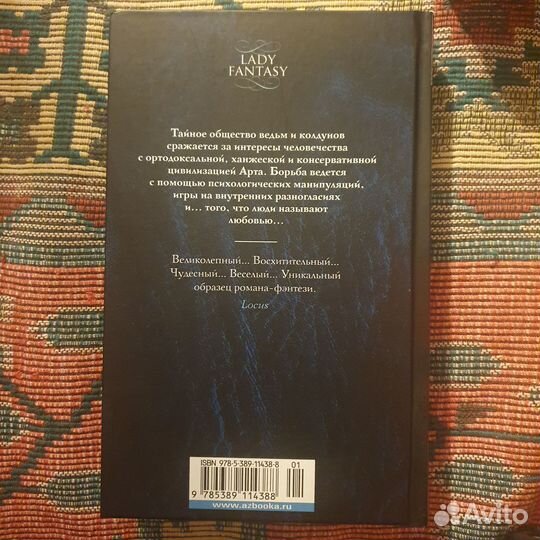 LADY
FANTASY
Тайное общество ведьм и колдунов
сражается за интересы человечества
с ортодоксальной, ханжеской и консервативной
цивилизацией Арта. Борьба ведется
с помощью психологических манипуляций,
игры на внутренних разногласиях
и... того, что люди называют
любовью...
Великолепный... Восхитительный...
Чудесный... Веселый... Уникальный
образец романа-фэнтези.
Locus
ISBN 978-5-389-11438-8
01
9 785389 114388
www.azbooka.ru
Avito